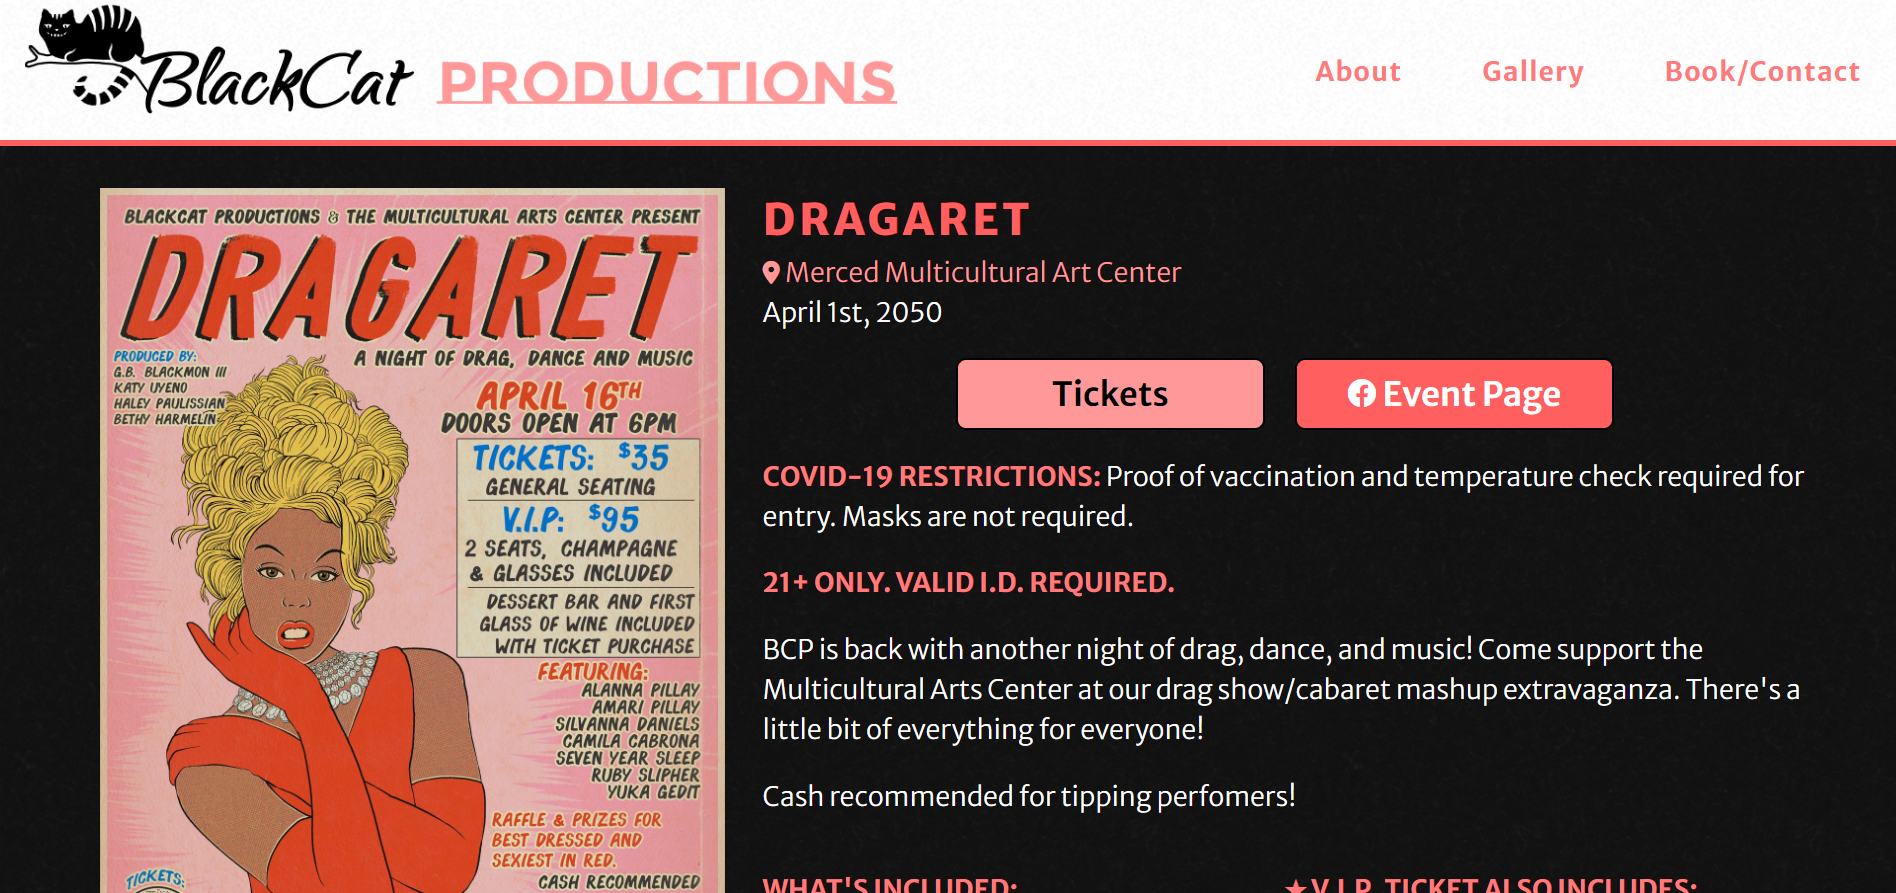 BlackCat PRODUCTIONS
About
Gallery
Book/Contact
BLACKCAT PRODUCTIONS & THE MULTICULTURAL ARTS CENTER PRESENT
DRAGARET
A NIGHT OF DRAG, DANCE AND MUSIC
PRODUCED BY:
G.B. BLACKMON III
KATY UYENO
HALEY PAULISSIAN
BETHY HARMELIN
APRIL 16TH
DOORS OPEN AT 6PM
TICKETS: $35
GENERAL SEATING
V.I.P: $95
2 SEATS, CHAMPAGNE
& GLASSES INCLUDED
DESSERT BAR AND FIRST
GLASS OF WINE INCLUDED
WITH TICKET PURCHASE
FEATURING:
ALANNA PILLAY
AMARI PILLAY
SILVANNA DANIELS
CAMILA CABRONA
SEVEN YEAR SLEEP
RUBY SLIPHER
YUKA GEDIT
RAFFLE & PRIZES FOR
BEST DRESSED AND
SEXIEST IN RED.
CASH RECOMMENDED
TICKETS:
DRAGARET
Merced Multicultural Art Center
April 1st, 2050
Tickets
Event Page
COVID-19 RESTRICTIONS: Proof of vaccination and temperature check required for
entry. Masks are not required.
21+ ONLY. VALID I.D. REQUIRED.
BCP is back with another night of drag, dance, and music! Come support the
Multicultural Arts Center at our drag show/cabaret mashup extravaganza. There's a
little bit of everything for everyone!
Cash recommended for tipping perfomers!
WHAT'S INCLUDED:
★ V.I.P. TICKET ALSO INCLUDES: